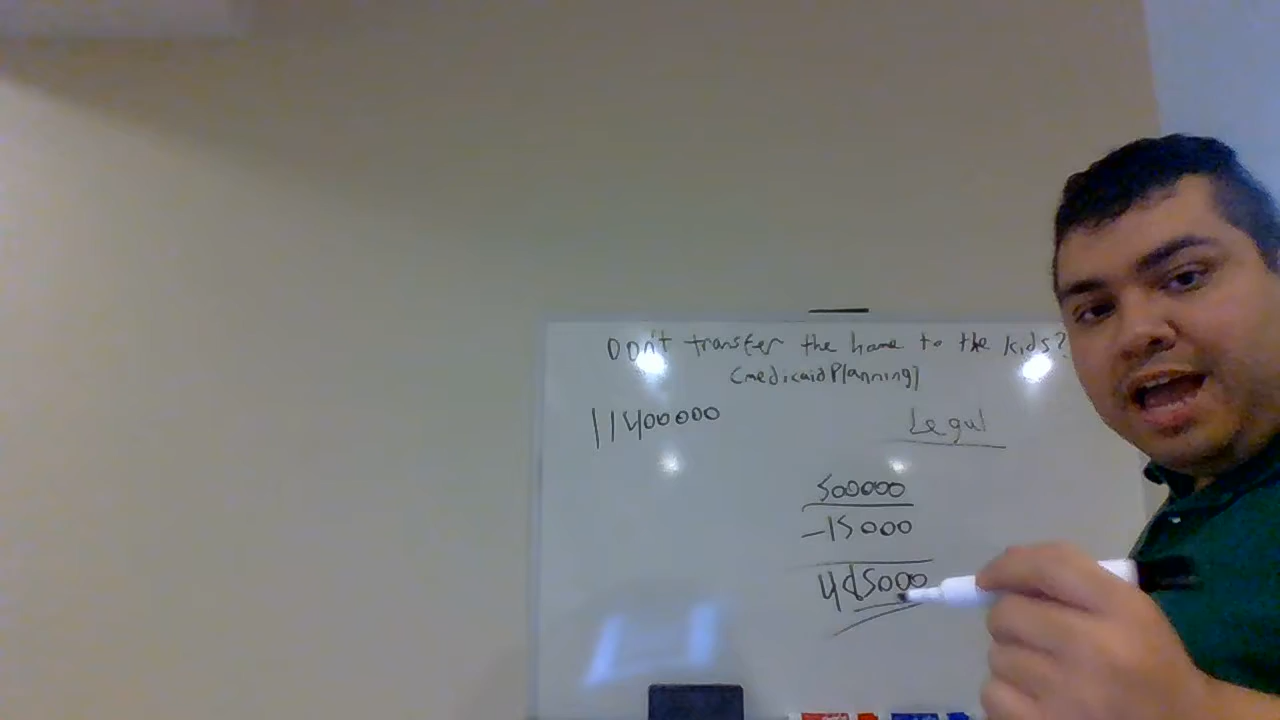 Don't transfer the home to the kids?
(medicaid Planning)
11400000
Legal
500000
-15000
485000